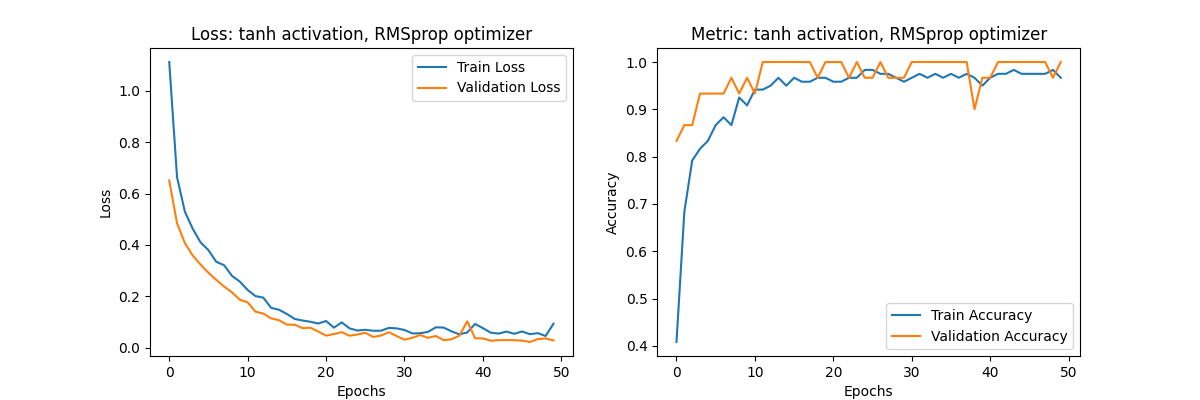 Loss: tanh activation, RMSprop optimizer
Train Loss
Validation Loss
1.0
0.8
0.6
0.4
0.2
0.0
Loss
0 10 20 30 40 50
Epochs
Metric: tanh activation, RMSprop optimizer
1.0
0.9
0.8
0.7
0.6
0.5
0.4
Accuracy
Train Accuracy
Validation Accuracy
0 10 20 30 40 50
Epochs